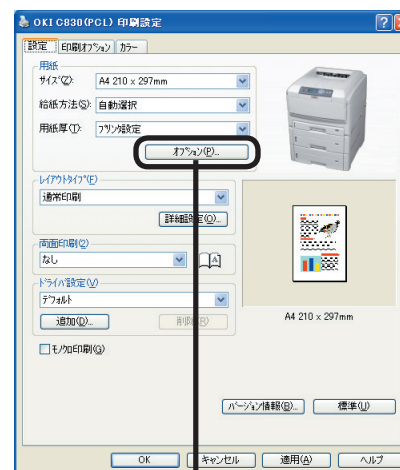 OKI C830(PCL) 印刷設定
設定 印刷ｵﾌﾟｼｮﾝ カラー
用紙
サイズ(Z): A4 210 x 297mm
給紙方法(S): 自動選択
用紙厚(T): ﾌﾟﾘﾝﾀ設定
ｵﾌﾟｼｮﾝ(P)...
ﾚｲｱｳﾄﾀｲﾌﾟ(F)
通常印刷
詳細設定(O)...
両面印刷(2)
なし
A
ﾄﾞﾗｲﾊﾞ設定(V)
ﾃﾞﾌｫﾙﾄ
追加(D)... 削除(R)
A4 210 x 297mm
ﾓﾉｸﾛ印刷(G)
ﾊﾞｰｼﾞｮﾝ情報(B)... 標準(U)
OK キャンセル 適用(A) ヘルプ